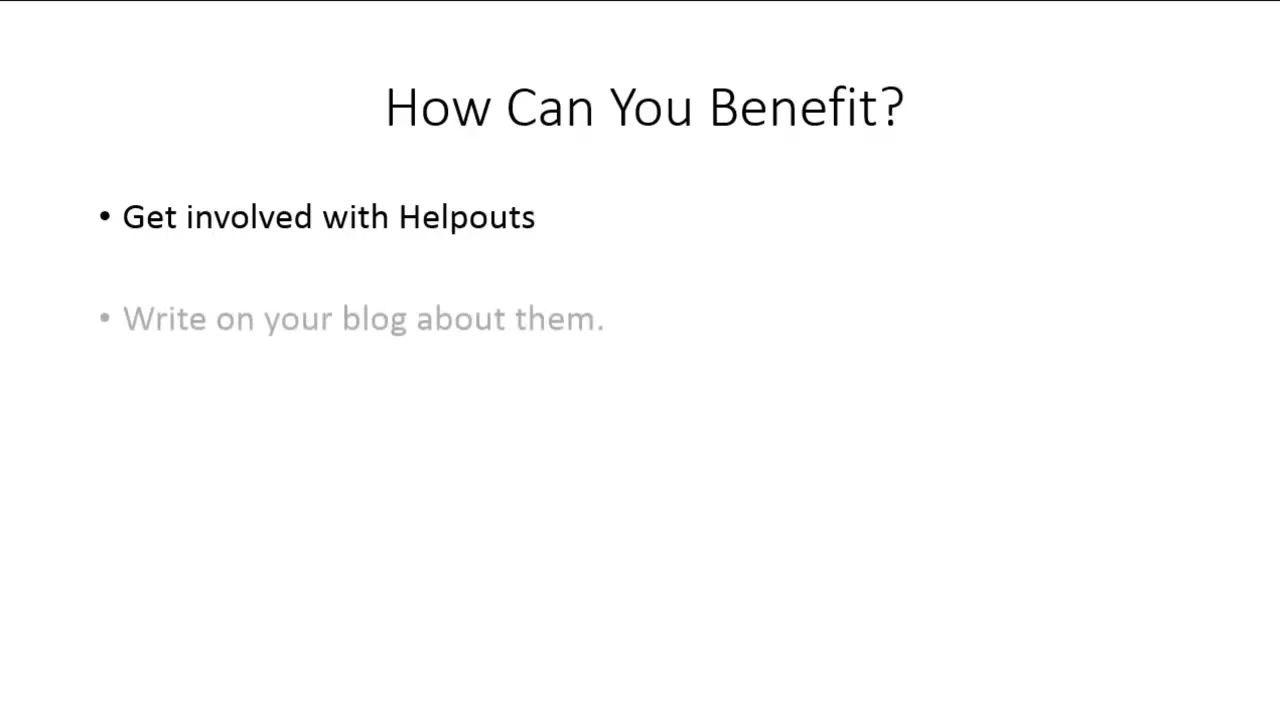 How Can You Benefit?
• Get involved with Helpouts
• Write on your blog about them.